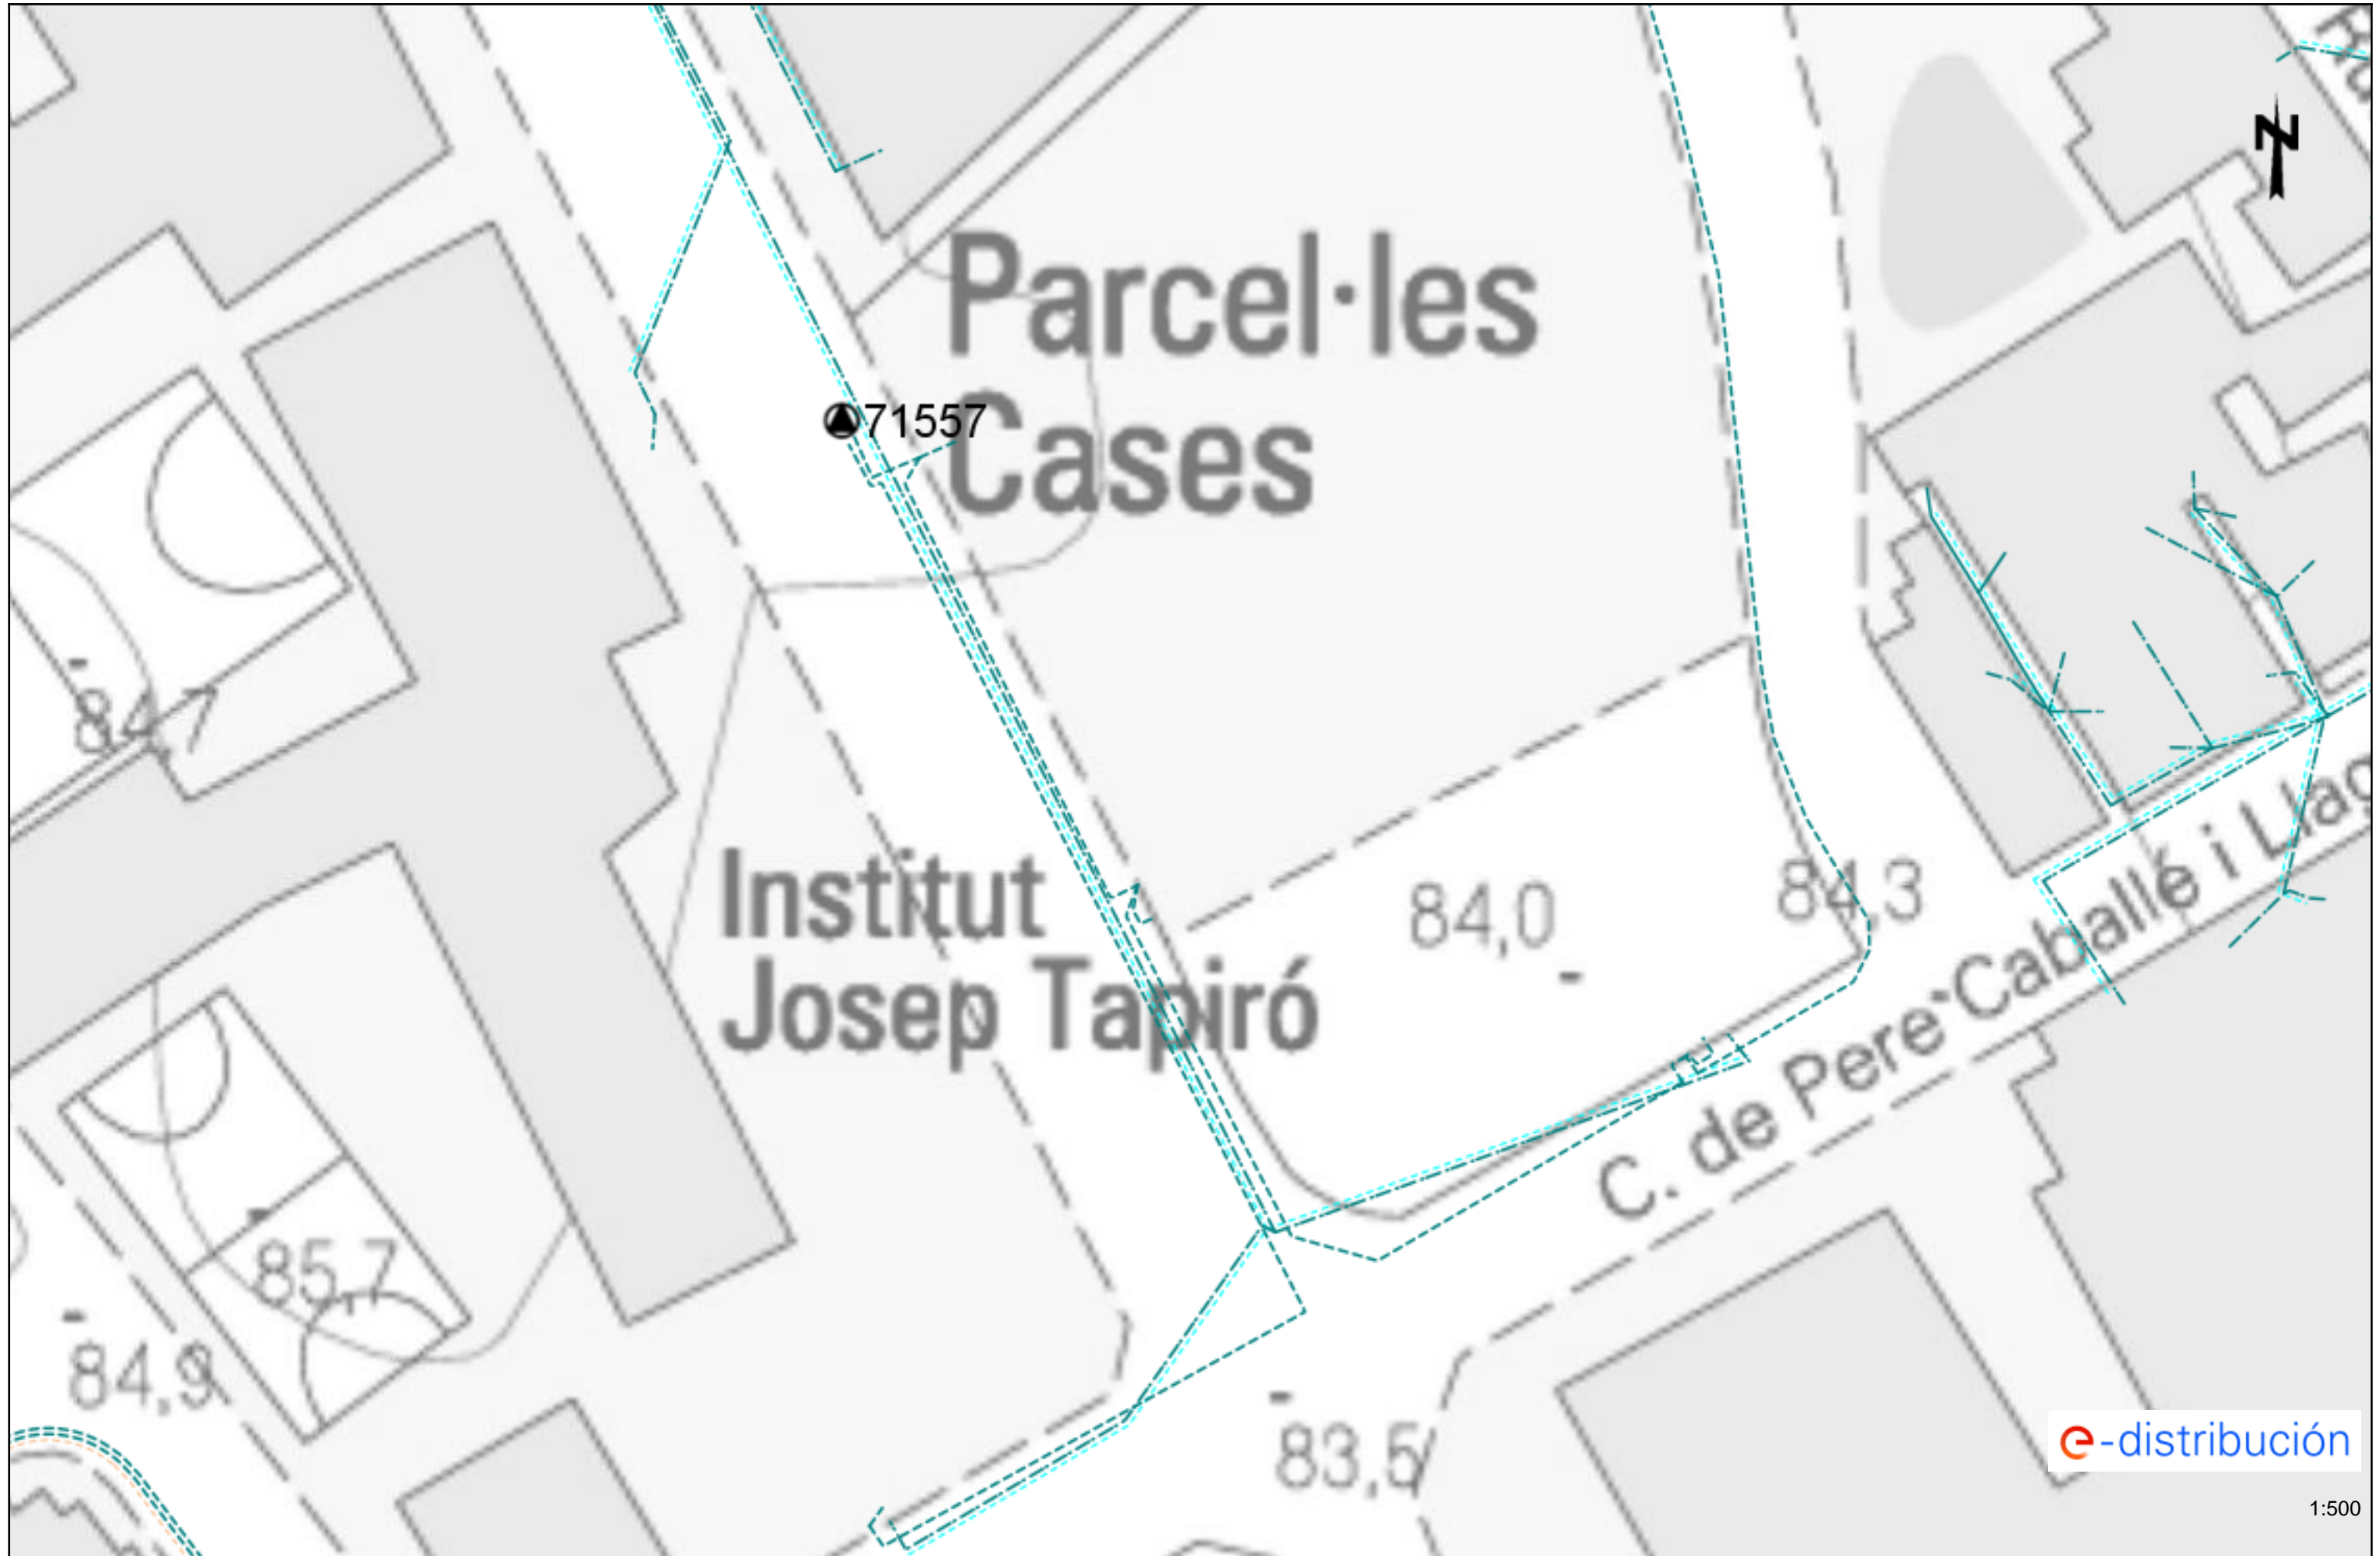 Parcel·les
Cases
71557
84,7
Institut
Josep Tapiró
84,0
84,3
C. de Pere-Caballé i Llag
85,7
84,9
83,5
N
e-distribución
1:500